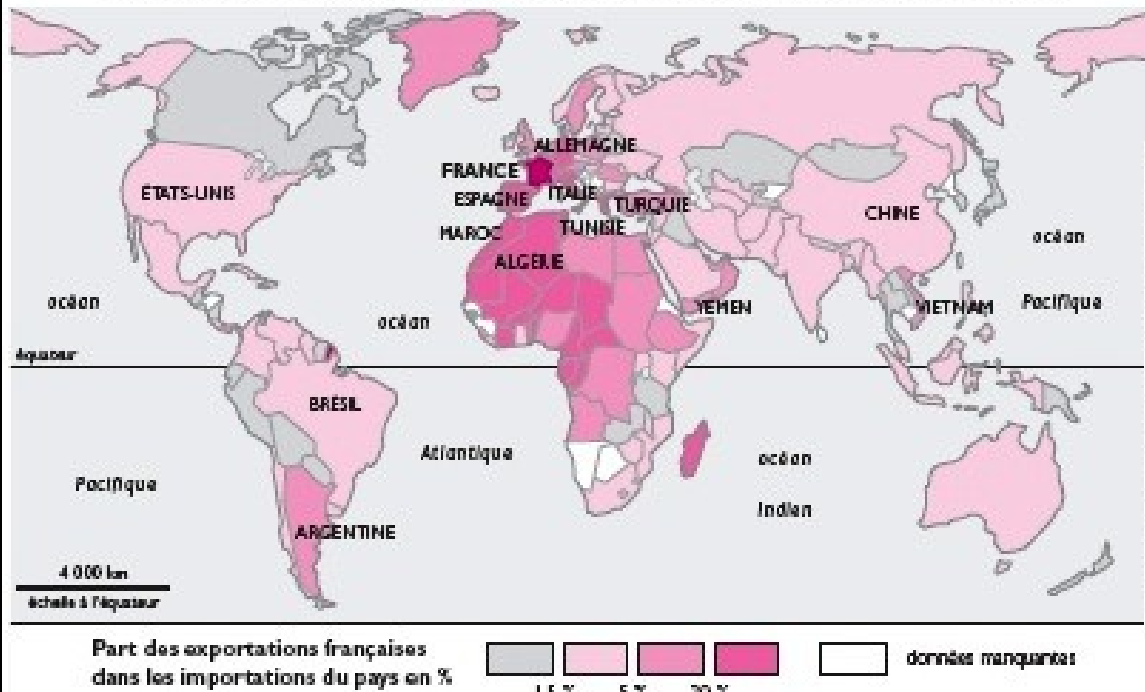 ALLEMAGNE
FRANCE
ÉTATS-UNIS
ESPAGNE
ITALIE
TURQUIE
CHINE
MAROC
TUNISIE
océan
ALGÉRIE
océan
océan
YEMEN
VIETNAM
Pacifique
équateur
BRÉSIL
Atlantique
océan
Pacifique
Indien
ARGENTINE
4 000 km
échelle à l'équateur
Part des exportations françaises
dans les importations du pays en %
données manquantes